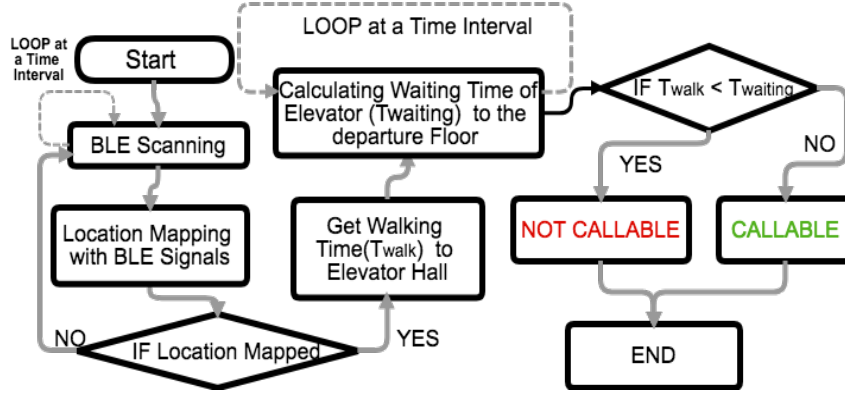 LOOP at
a Time
Interval
Start
BLE Scanning
Location Mapping
with BLE Signals
IF Location Mapped
NO
YES
Get Walking
Time(Twalk) to
Elevator Hall
LOOP at a Time Interval
Calculating Waiting Time of
Elevator (Twaiting) to the
departure Floor
IF Twalk < Twaiting
YES
NO
NOT CALLABLE
CALLABLE
END